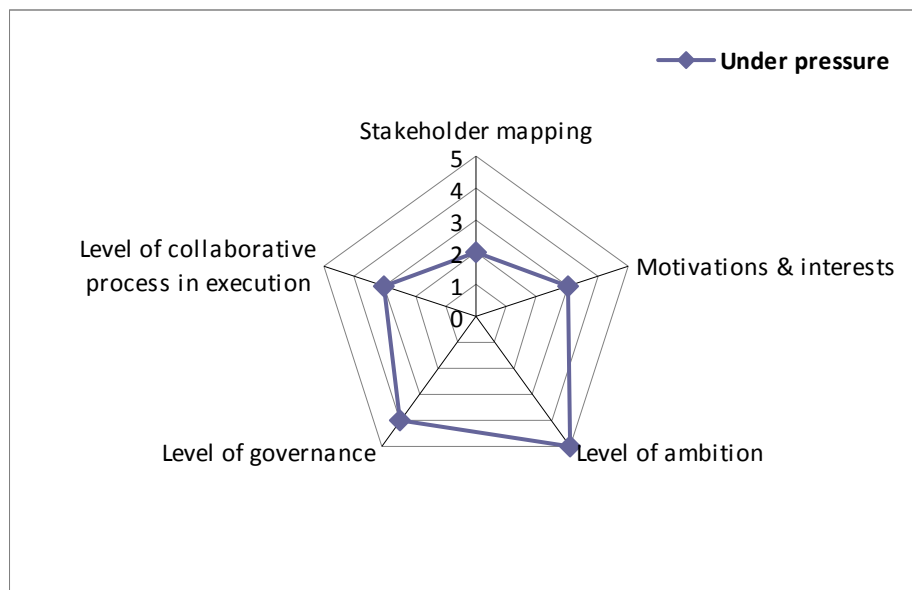 Under pressure
Stakeholder mapping
5
4
3
2
1
0
Motivations & interests
Level of ambition
Level of governance
Level of collaborative
process in execution